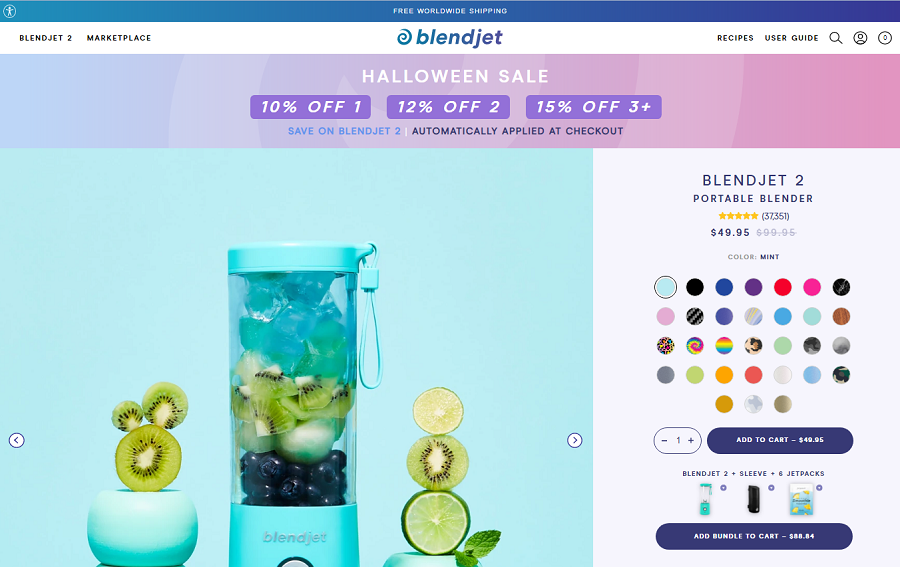 FREE WORLDWIDE SHIPPING
BLENDJET 2 MARKETPLACE blendjet RECIPES USER GUIDE 0
HALLOWEEN SALE
10% OFF 1 12% OFF 2 15% OFF 3+
SAVE ON BLENDJET 2 | AUTOMATICALLY APPLIED AT CHECKOUT
BLENDJET 2
PORTABLE BLENDER
(37,351)
$49.95 $99.95
COLOR: MINT
− 1 + ADD TO CART – $49.95
BLENDJET 2 + SLEEVE + 6 JETPACKS
ADD BUNDLE TO CART – $88.84
blendjet